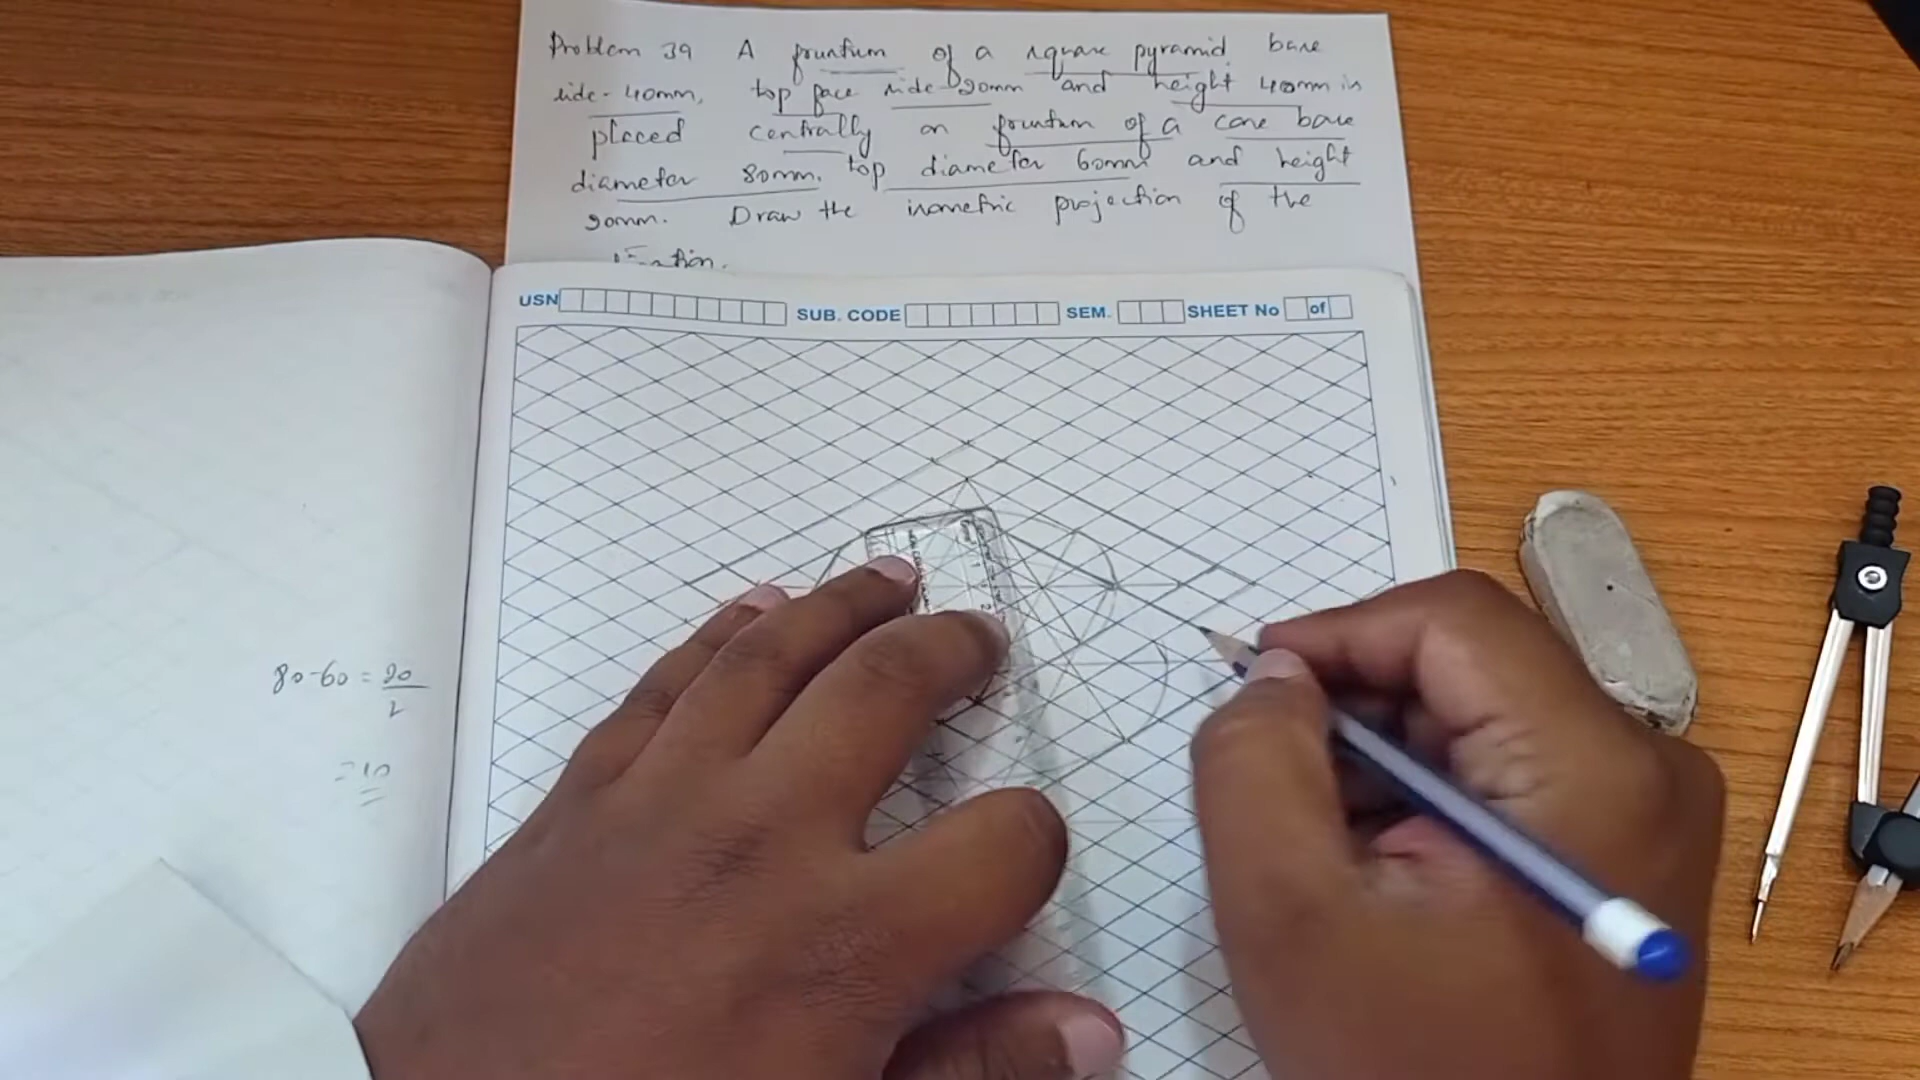 Problem 39 A frustum of a square pyramid base
side - 40mm, top face side 20mm and height 40mm is
placed centrally on frustum of a cone base
diameter 80mm, top diameter 60mm and height
20mm. Draw the isometric projection of the
USN SUB. CODE SEM. SHEET No of
80-60 = 20
2
=10